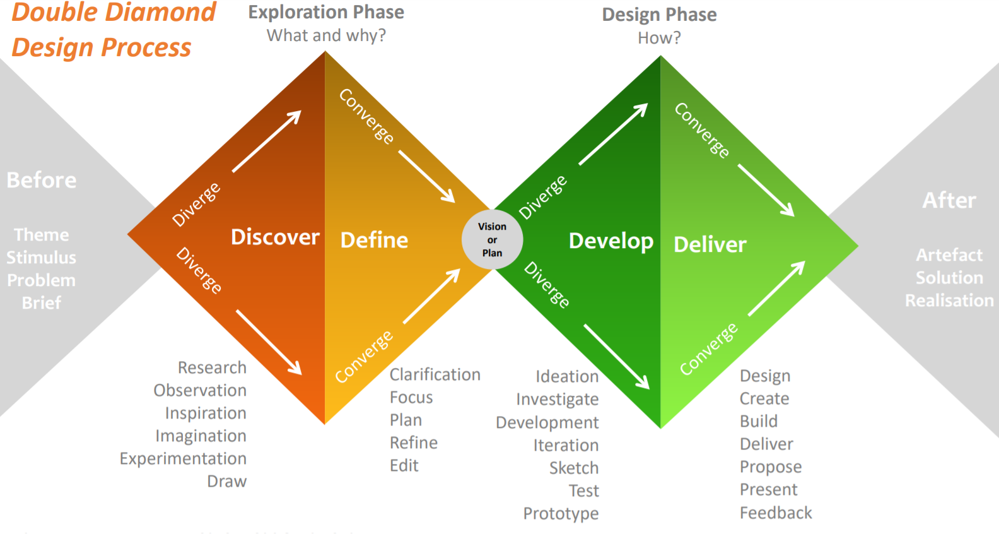 Double Diamond
Design Process
Exploration Phase
What and why?
Design Phase
How?
Before
Theme
Stimulus
Problem
Brief
Diverge
Diverge
Discover
Converge
Converge
Define
Vision
or
Plan
Diverge
Diverge
Develop
Converge
Converge
Deliver
After
Artefact
Solution
Realisation
Research
Observation
Inspiration
Imagination
Experimentation
Draw
Clarification
Focus
Plan
Refine
Edit
Ideation
Investigate
Development
Iteration
Sketch
Test
Prototype
Design
Create
Build
Deliver
Propose
Present
Feedback